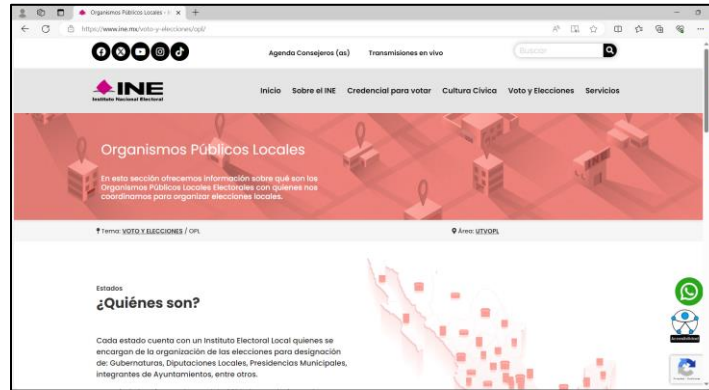 Organismos Públicos Locales - I
https://www.ine.mx/voto-y-elecciones/opl/
Agenda Consejeros (as)
Transmisiones en vivo
Buscar
INE
Instituto Nacional Electoral
Inicio
Sobre el INE
Credencial para votar
Cultura Cívica
Voto y Elecciones
Servicios
Organismos Públicos Locales
En esta sección ofrecemos información sobre qué son los
Organismos Públicos Locales Electorales con quienes nos
coordinamos para organizar elecciones locales.
Tema: VOTO Y ELECCIONES / OPL
Área: UTVOPL
Estados
¿Quiénes son?
Cada estado cuenta con un Instituto Electoral Local quienes se
encargan de la organización de las elecciones para designación
de: Gubernaturas, Diputaciones Locales, Presidencias Municipales,
integrantes de Ayuntamientos, entre otros.
Accesibilidad